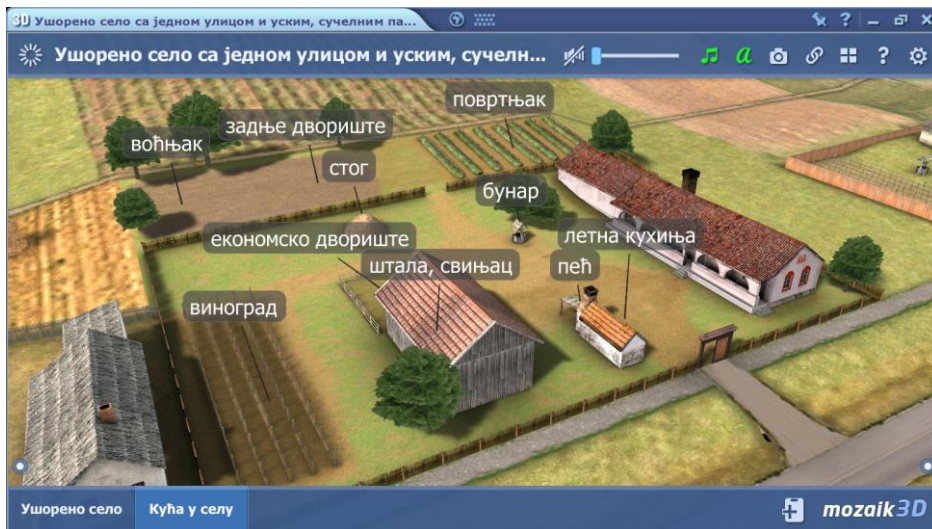 3D Ушорено село са једном улицом и уским, сучелним па...
Ушорено село са једном улицом и уским, сучелн...
повртњак
задње двориште
воћњак
стог
бунар
економско двориште
летна кухиња
штала, свињац
пећ
виноград
Ушорено село
Кућа у селу
mozaik3D